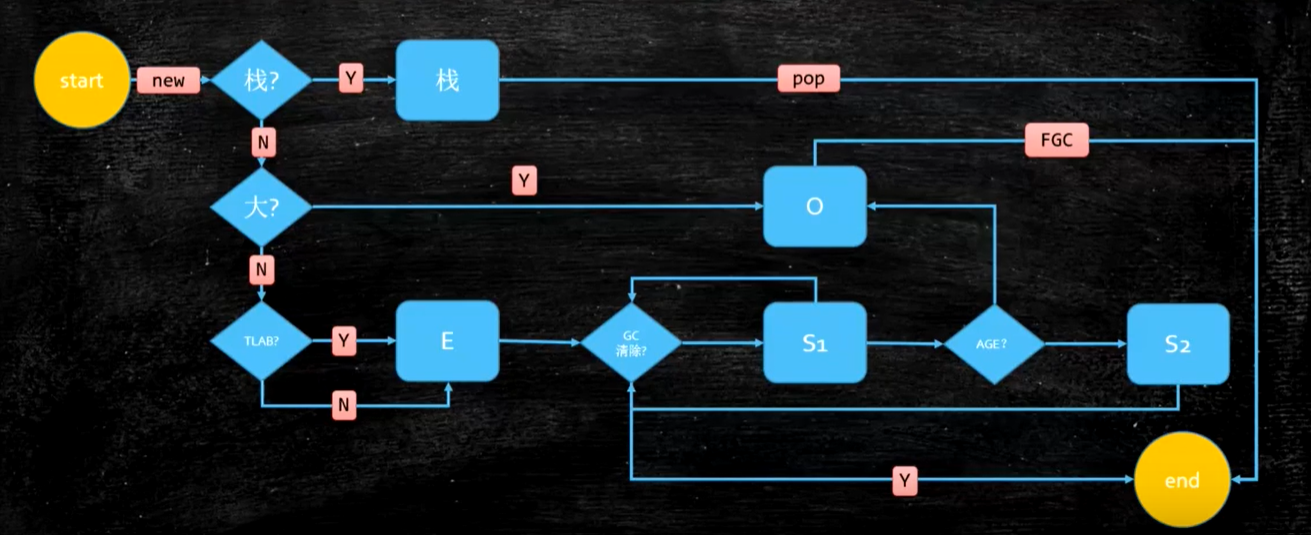 start
new
栈?
Y
栈
pop
N
FGC
大?
Y
O
N
TLAB?
Y
E
GC
清除?
S1
AGE?
S2
N
Y
end